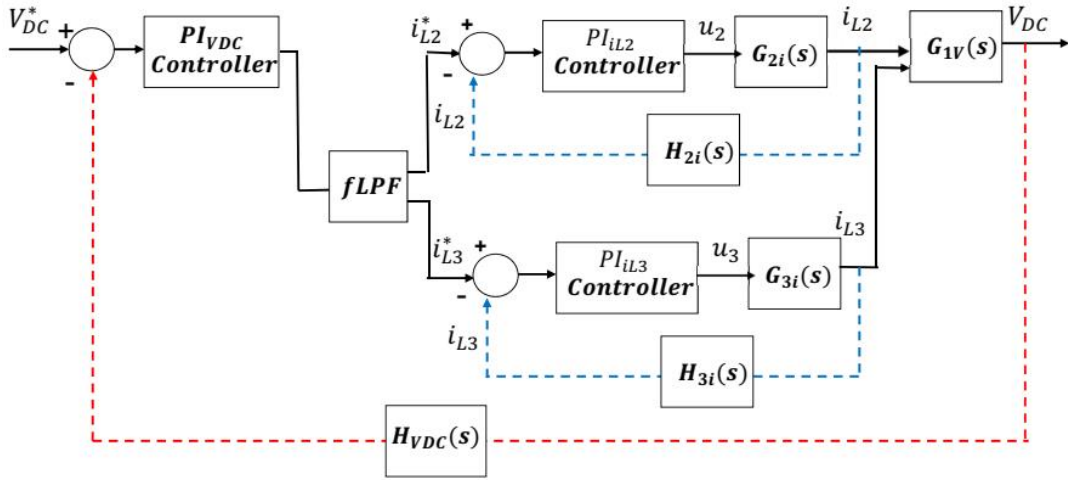 V*DC
+
-
PIVDC
Controller
fLPF
i*L2
+
-
iL2
PIiL2
Controller
u2
G2i(s)
iL2
H2i(s)
G1V(s)
VDC
i*L3
+
-
iL3
PIiL3
Controller
u3
G3i(s)
iL3
H3i(s)
HVDC(s)